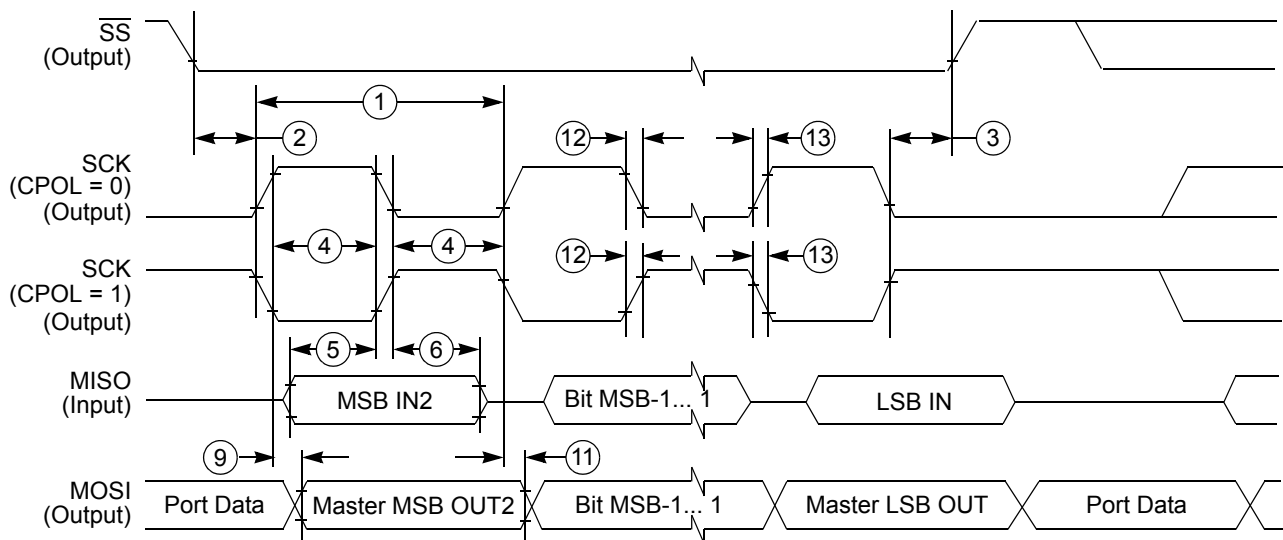 SS
(Output)
1
2
12
13
3
SCK
(CPOL = 0)
(Output)
4
4
12
13
SCK
(CPOL = 1)
(Output)
5
6
MISO
(Input)
MSB IN2
Bit MSB-1... 1
LSB IN
9
11
MOSI
(Output)
Port Data
Master MSB OUT2
Bit MSB-1... 1
Master LSB OUT
Port Data